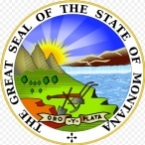 THE GREAT SEAL OF THE STATE OF MONTANA
ORO Y PLATA